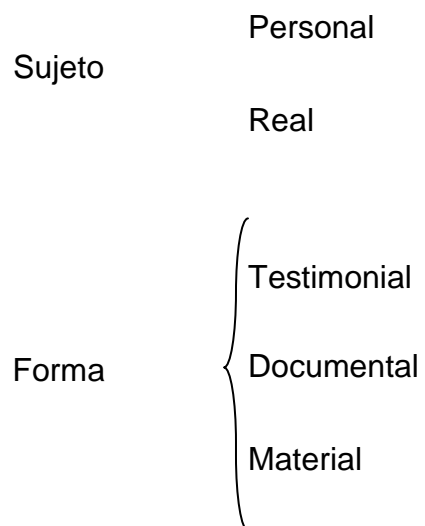 Personal
Sujeto
Real
Testimonial
Forma
Documental
Material